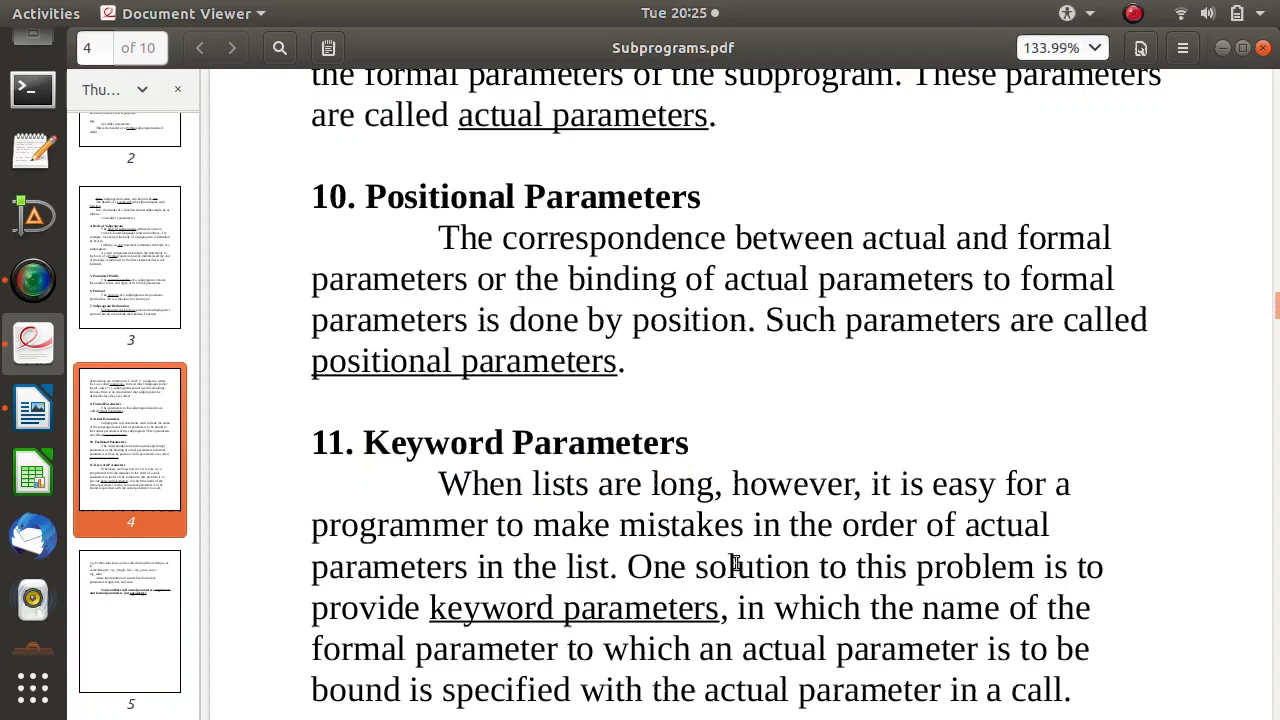 Activities Document Viewer Tue 20:25
4 of 10 Subprograms.pdf 133.99%
Thu...
2
3
4
5
the formal parameters of the subprogram. These parameters
are called actual parameters.
10. Positional Parameters
The correspondence between actual and formal
parameters or the binding of actual parameters to formal
parameters is done by position. Such parameters are called
positional parameters.
11. Keyword Parameters
When lists are long, however, it is easy for a
programmer to make mistakes in the order of actual
parameters in the list. One solution to this problem is to
provide keyword parameters, in which the name of the
formal parameter to which an actual parameter is to be
bound is specified with the actual parameter in a call.